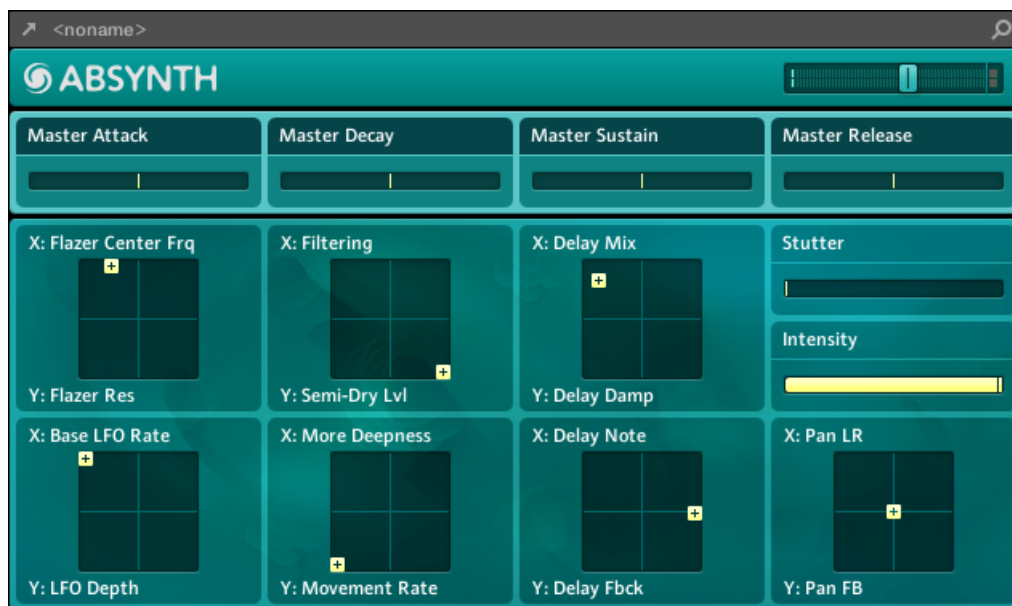 <noname>
ABSYNTH
Master Attack
Master Decay
Master Sustain
Master Release
X: Flazer Center Frq
Y: Flazer Res
X: Filtering
Y: Semi-Dry Lvl
X: Delay Mix
Y: Delay Damp
Stutter
Intensity
X: Base LFO Rate
Y: LFO Depth
X: More Deepness
Y: Movement Rate
X: Delay Note
Y: Delay Fbck
X: Pan LR
Y: Pan FB